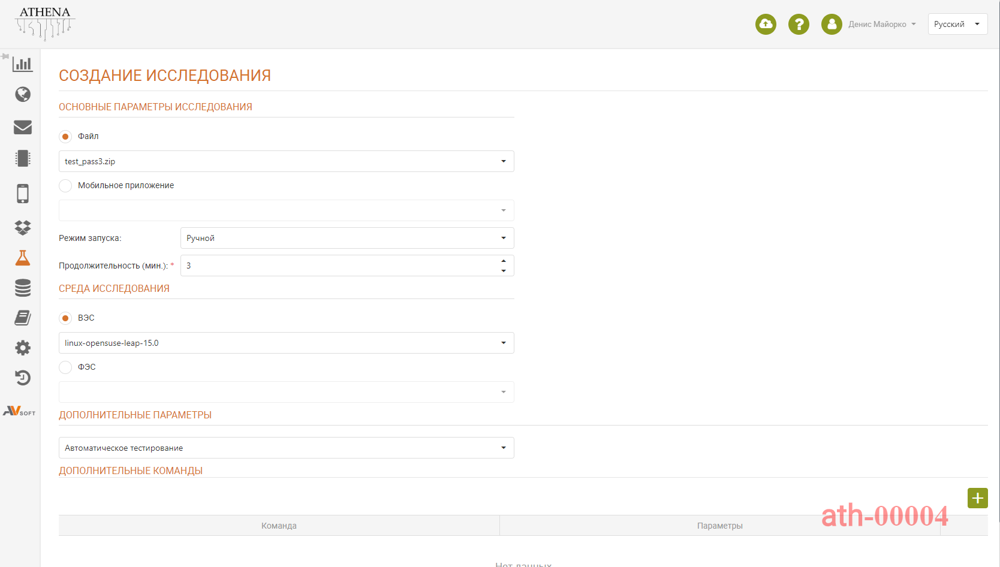 ATHENA
Денис Майорко
Русский
СОЗДАНИЕ ИССЛЕДОВАНИЯ
ОСНОВНЫЕ ПАРАМЕТРЫ ИССЛЕДОВАНИЯ
Файл
test_pass3.zip
Мобильное приложение
Режим запуска: Ручной
Продолжительность (мин.): * 3
СРЕДА ИССЛЕДОВАНИЯ
ВЭС
linux-opensuse-leap-15.0
ФЭС
AVSOFT
ДОПОЛНИТЕЛЬНЫЕ ПАРАМЕТРЫ
Автоматическое тестирование
ДОПОЛНИТЕЛЬНЫЕ КОМАНДЫ
ath-00004
Команда Параметры
Нет данных